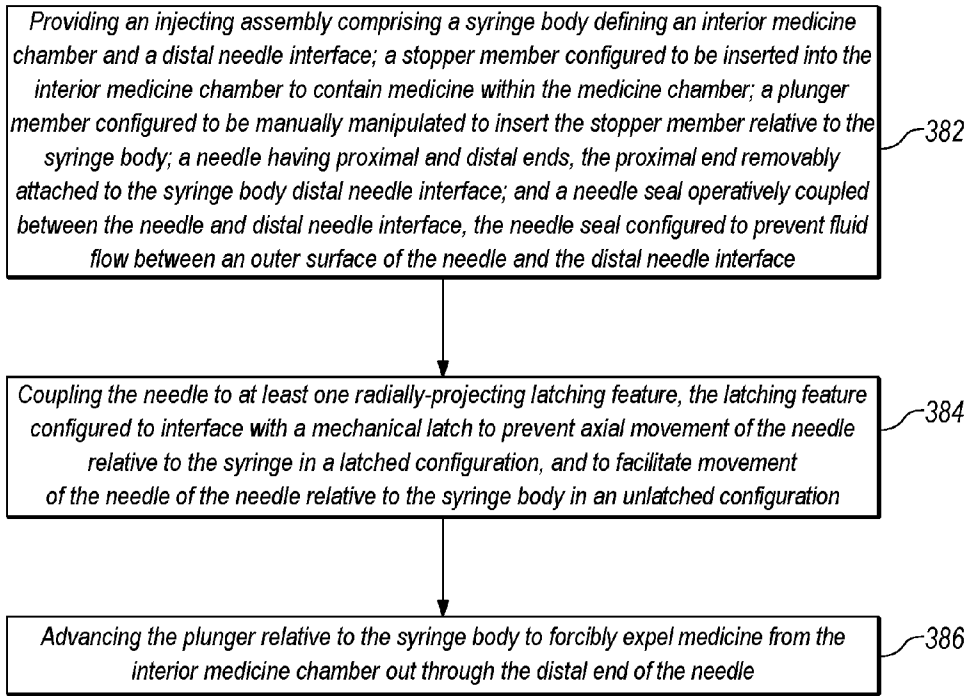 Providing an injecting assembly comprising a syringe body defining an interior medicine
chamber and a distal needle interface; a stopper member configured to be inserted into the
interior medicine chamber to contain medicine within the medicine chamber; a plunger
member configured to be manually manipulated to insert the stopper member relative to the
syringe body; a needle having proximal and distal ends, the proximal end removably
attached to the syringe body distal needle interface; and a needle seal operatively coupled
between the needle and distal needle interface, the needle seal configured to prevent fluid
flow between an outer surface of the needle and the distal needle interface
382
Coupling the needle to at least one radially-projecting latching feature, the latching feature
configured to interface with a mechanical latch to prevent axial movement of the needle
relative to the syringe in a latched configuration, and to facilitate movement
of the needle of the needle relative to the syringe body in an unlatched configuration
384
Advancing the plunger relative to the syringe body to forcibly expel medicine from the
interior medicine chamber out through the distal end of the needle
386